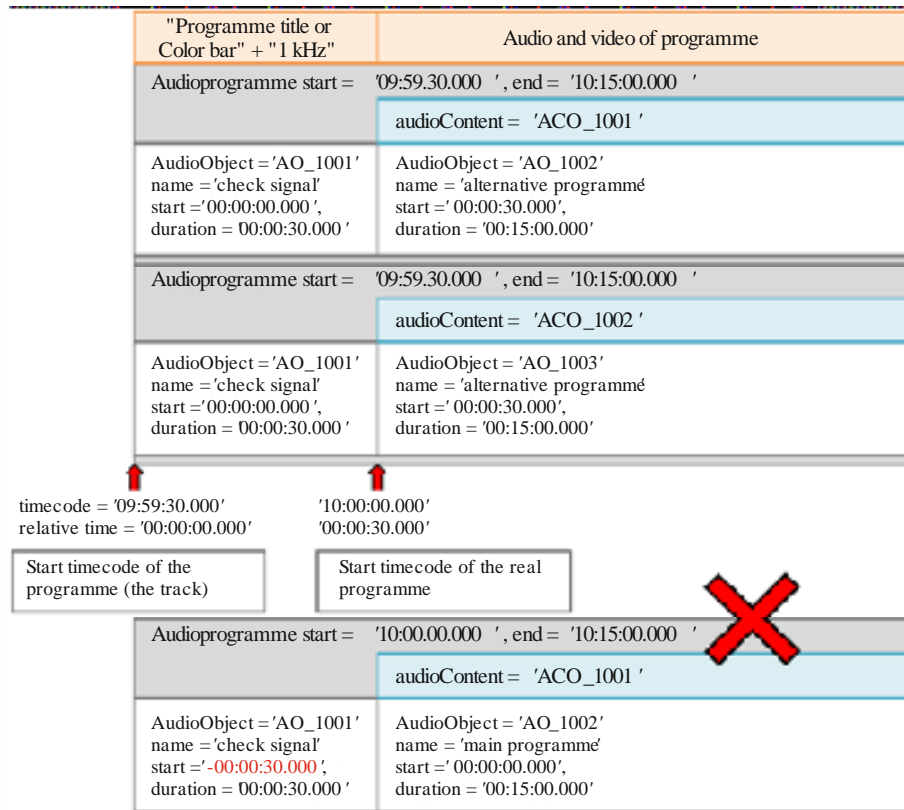 "Programme title or
Color bar" + "1 kHz"
Audio and video of programme
Audioprogramme start = '09:59.30.000 ', end = '10:15:00.000 '
audioContent = 'ACO_1001 '
AudioObject ='AO_1001'
name ='check signal'
start ='00:00:00.000 ',
duration = '00:00:30.000 '
AudioObject = 'AO_1002'
name = 'alternative programme'
start =' 00:00:30.000',
duration = '00:15:00.000'
Audioprogramme start = '09:59.30.000 ', end = '10:15:00.000 '
audioContent = 'ACO_1002 '
AudioObject ='AO_1001'
name ='check signal'
start ='00:00:00.000 ',
duration = '00:00:30.000 '
AudioObject = 'AO_1003'
name = 'alternative programme'
start =' 00:00:30.000',
duration = '00:15:00.000'
timecode = '09:59:30.000'
relative time = '00:00:00.000'
'10:00:00.000'
'00:00:30.000'
Start timecode of the
programme (the track)
Start timecode of the real
programme
Audioprogramme start = '10:00.00.000 ', end = '10:15:00.000 '
audioContent = 'ACO_1001 '
AudioObject ='AO_1001'
name ='check signal'
start ='-00:00:30.000 ',
duration = '00:00:30.000 '
AudioObject = 'AO_1002'
name = 'main programme'
start =' 00:00:00.000',
duration = '00:15:00.000'